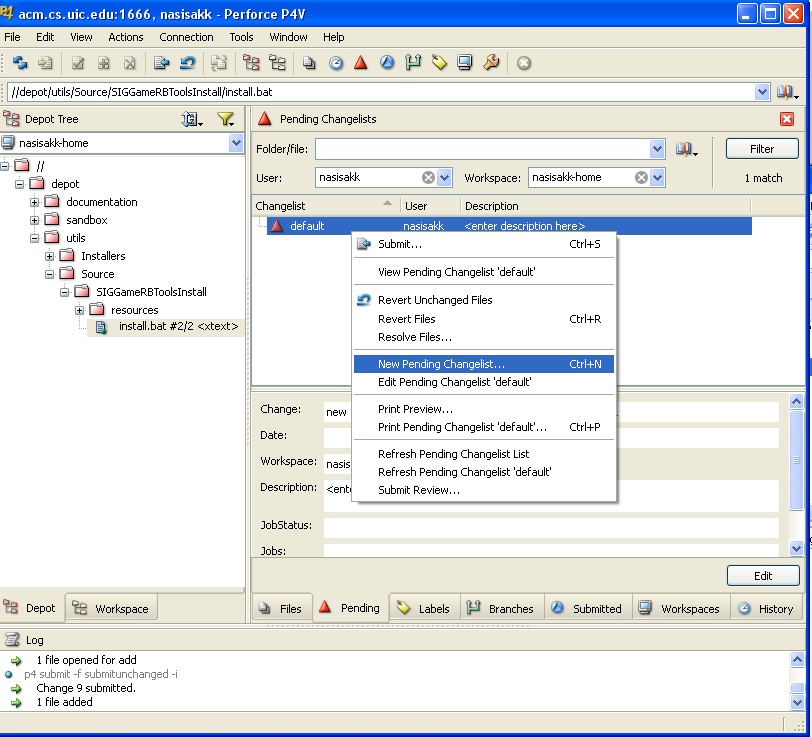 acm.cs.uic.edu:1666, nasisakk - Perforce P4V
File Edit View Actions Connection Tools Window Help
//depot/utils/Source/SIGGameRBToolsInstall/install.bat
Depot Tree
nasisakk-home
//
depot
documentation
sandbox
utils
Installers
Source
SIGGameRBToolsInstall
resources
install.bat #2/2 <xtext>
Depot Workspace
Pending Changelists
Folder/file: Filter
User: nasisakk Workspace: nasisakk-home 1 match
Changelist User Description
default nasisakk <enter description here>
Submit... Ctrl+S
View Pending Changelist 'default'
Revert Unchanged Files
Revert Files Ctrl+R
Resolve Files...
New Pending Changelist... Ctrl+N
Edit Pending Changelist 'default'
Print Preview...
Print Pending Changelist 'default'... Ctrl+P
Refresh Pending Changelist List
Refresh Pending Changelist 'default'
Submit Review...
Change: new
Date:
Workspace: nasis
Description: <ent
JobStatus:
Jobs:
Edit
Files Pending Labels Branches Submitted Workspaces History
Log
1 file opened for add
p4 submit -f submitunchanged -i
Change 9 submitted.
1 file added